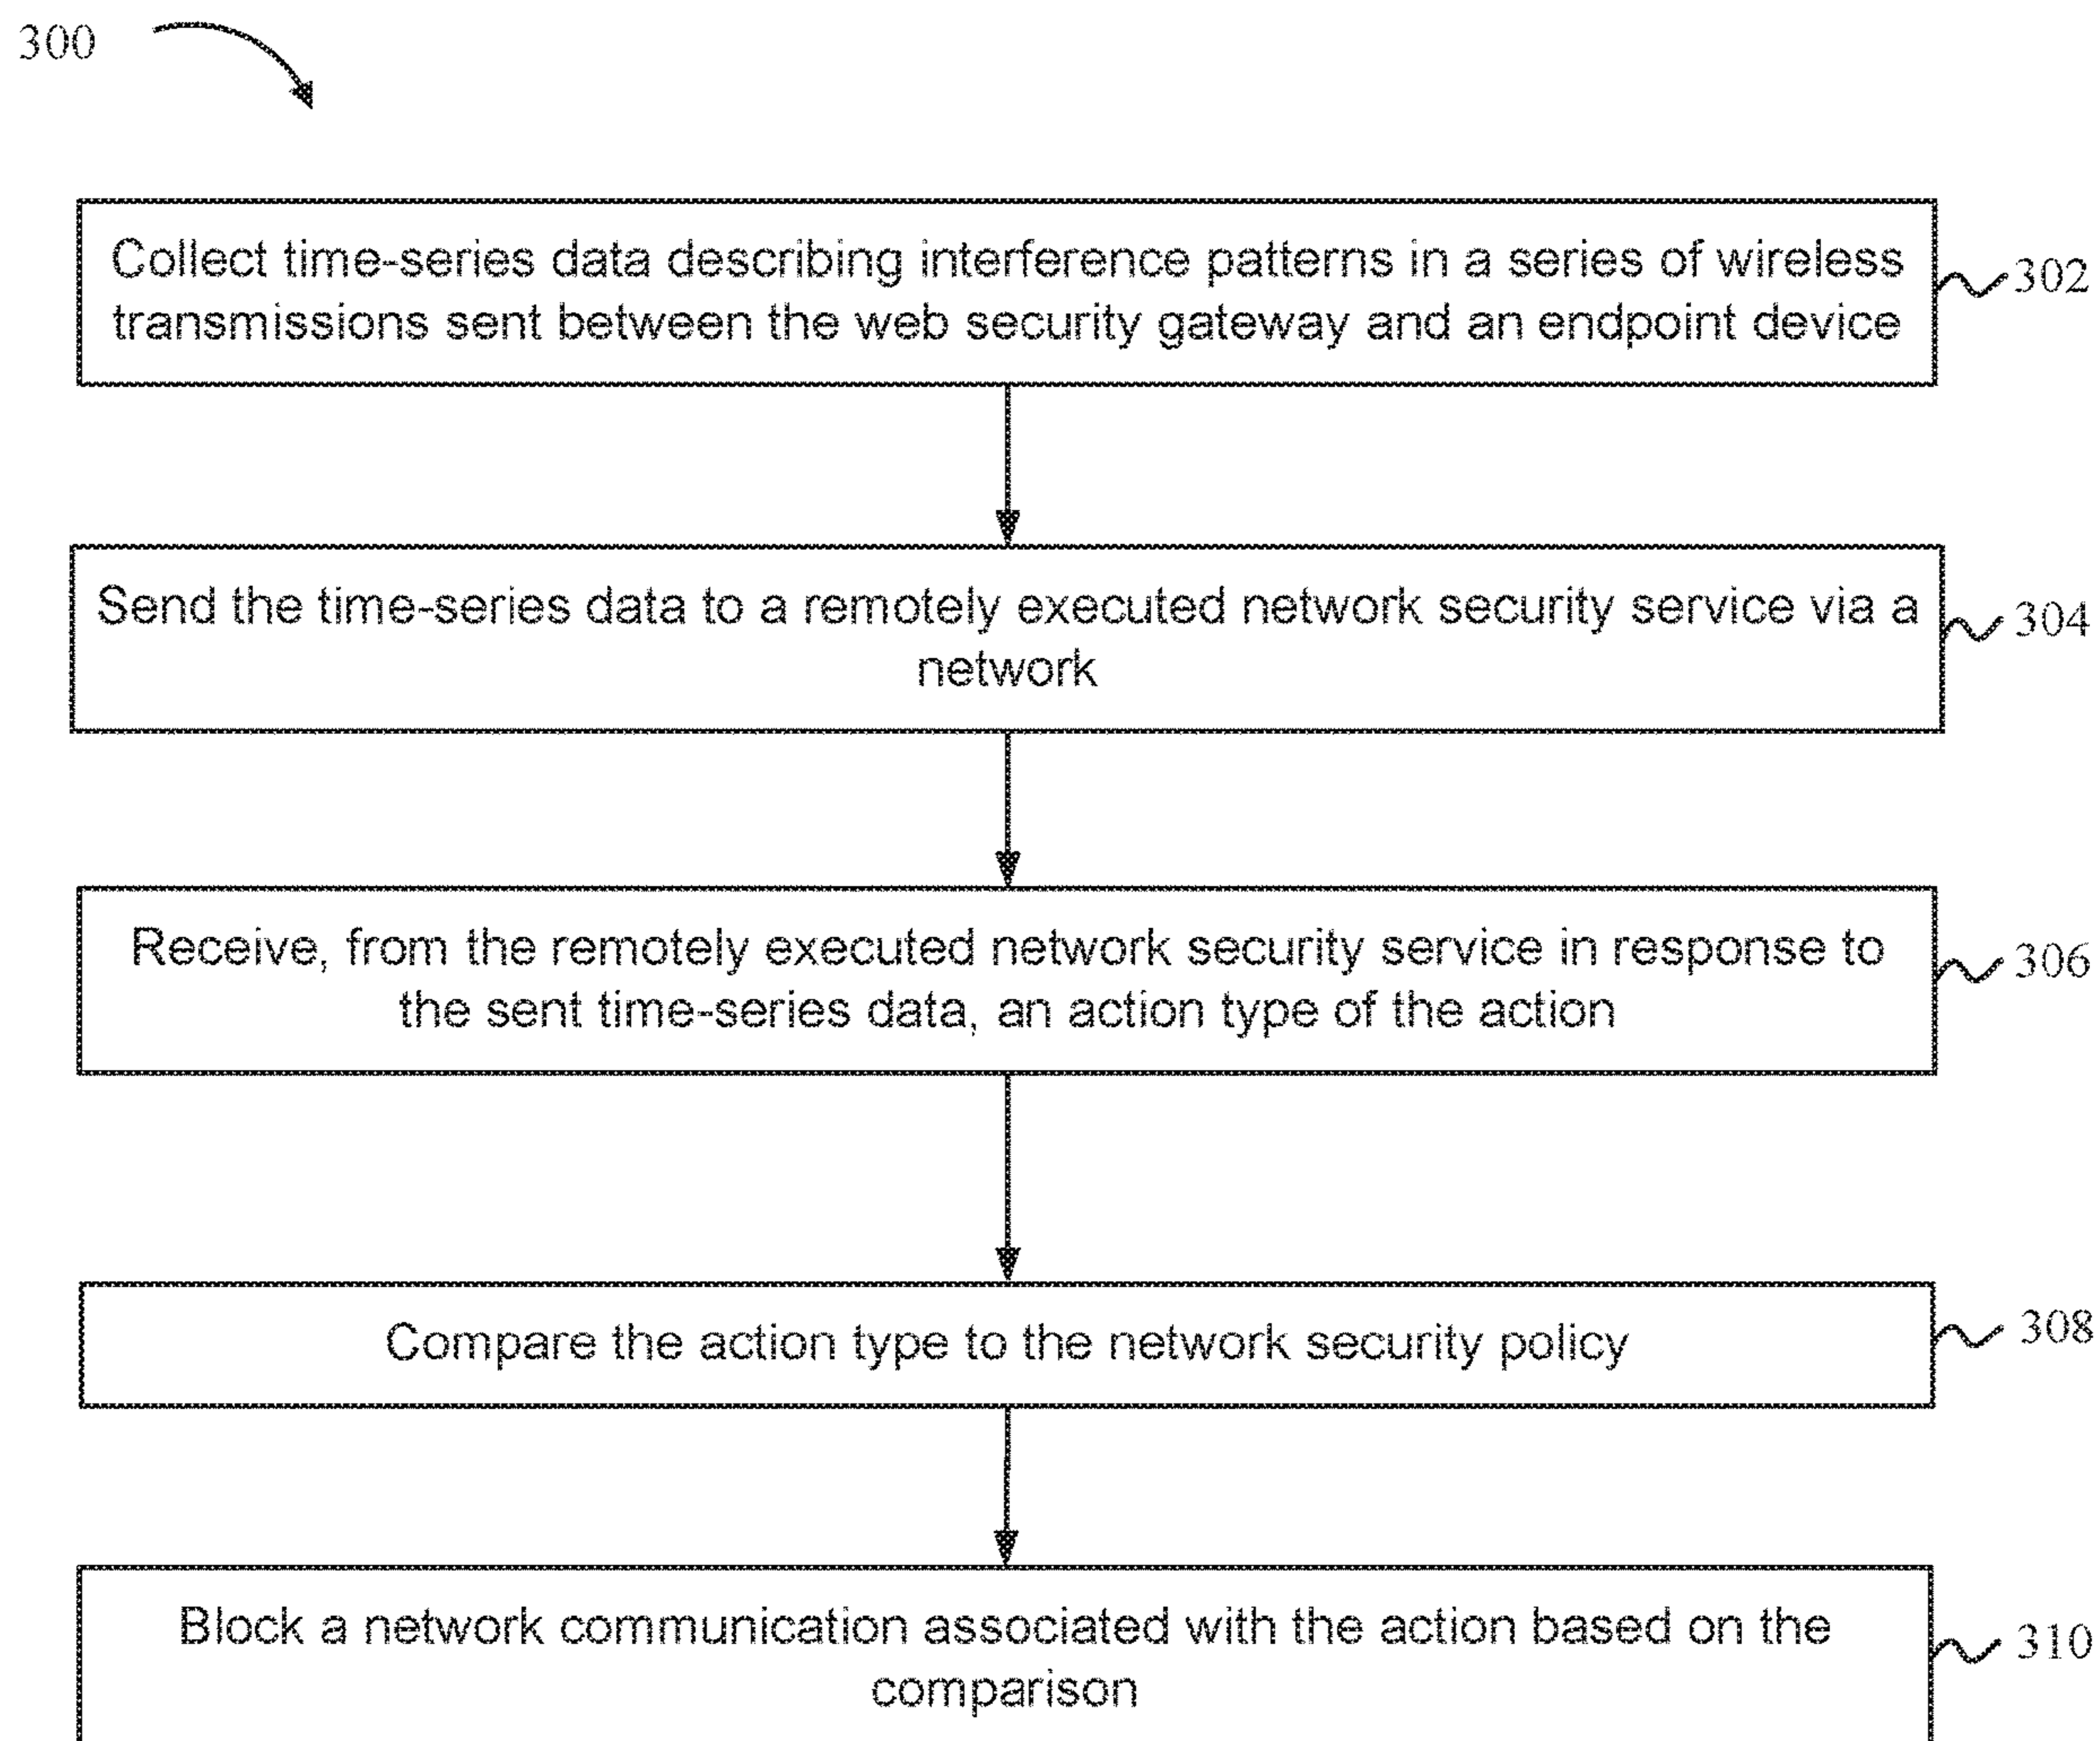 300
Collect time-series data describing interference patterns in a series of wireless
transmissions sent between the web security gateway and an endpoint device
302
Send the time-series data to a remotely executed network security service via a
network
304
Receive, from the remotely executed network security service in response to
the sent time-series data, an action type of the action
306
Compare the action type to the network security policy
308
Block a network communication associated with the action based on the
comparison
310